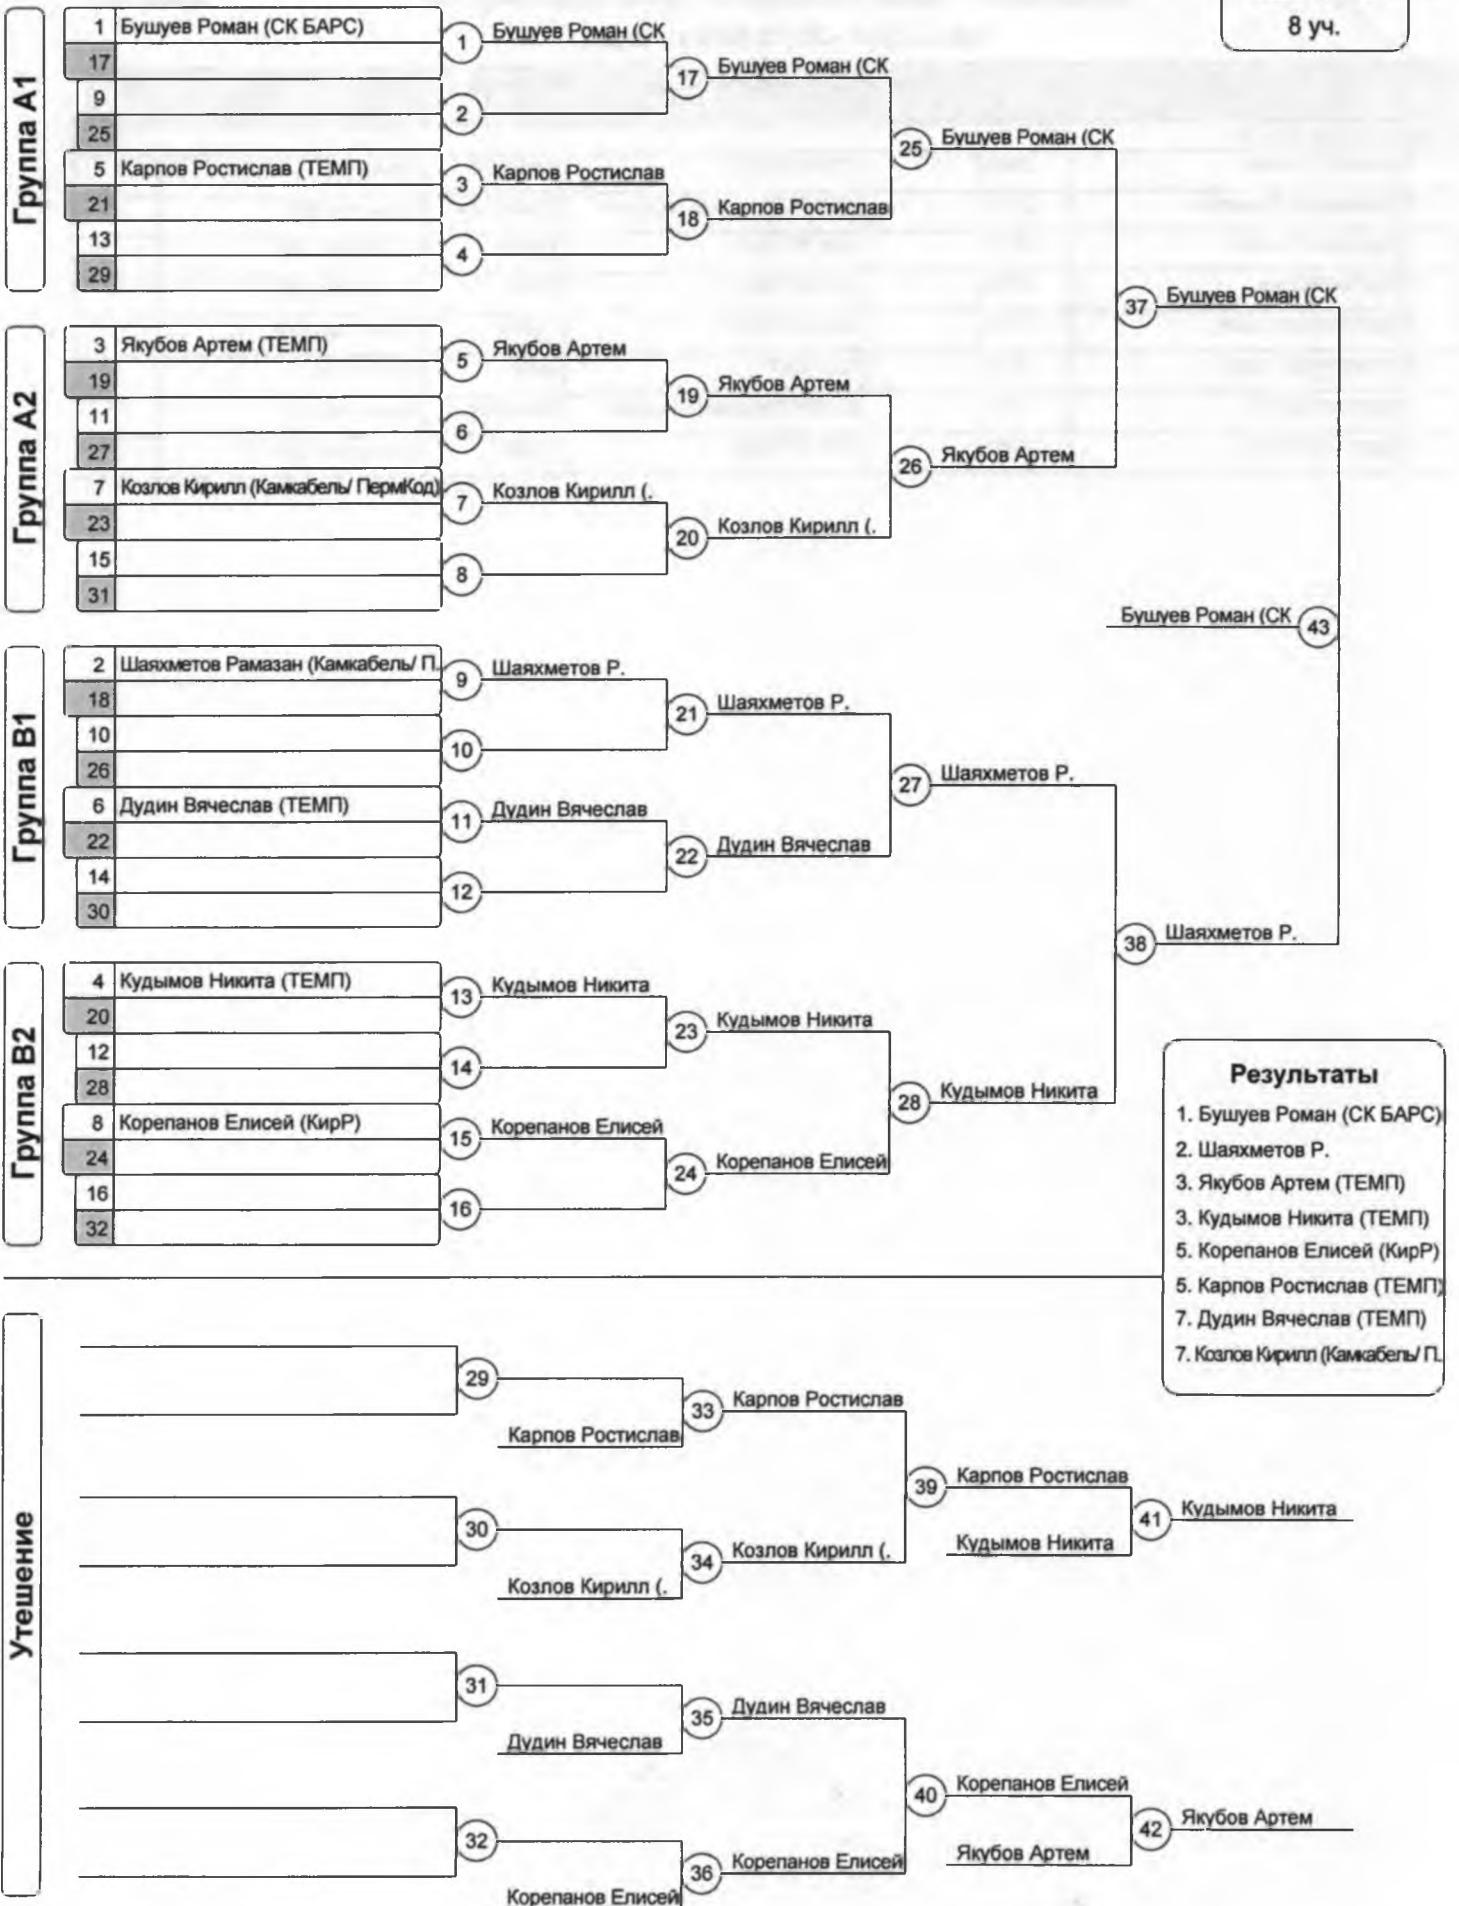 8 уч.
Группа А1
1 Бушуев Роман (СК БАРС)
17
9
25
5 Карпов Ростислав (ТЕМП)
21
13
29
1 Бушуев Роман (СК
2
3 Карпов Ростислав
4
17 Бушуев Роман (СК
18 Карпов Ростислав
25 Бушуев Роман (СК
Группа А2
3 Якубов Артем (ТЕМП)
19
11
27
7 Козлов Кирилл (Камкабель/ ПермКод)
23
15
31
5 Якубов Артем
6
7 Козлов Кирилл (.
8
19 Якубов Артем
20 Козлов Кирилл (.
26 Якубов Артем
37 Бушуев Роман (СК
Бушуев Роман (СК 43
Группа В1
2 Шаяхметов Рамазан (Камкабель/ П.
18
10
26
6 Дудин Вячеслав (ТЕМП)
22
14
30
9 Шаяхметов Р.
10
11 Дудин Вячеслав
12
21 Шаяхметов Р.
22 Дудин Вячеслав
27 Шаяхметов Р.
Группа В2
4 Кудымов Никита (ТЕМП)
20
12
28
8 Корепанов Елисей (КирР)
24
16
32
13 Кудымов Никита
14
15 Корепанов Елисей
16
23 Кудымов Никита
24 Корепанов Елисей
28 Кудымов Никита
38 Шаяхметов Р.
Результаты
1. Бушуев Роман (СК БАРС)
2. Шаяхметов Р.
3. Якубов Артем (ТЕМП)
3. Кудымов Никита (ТЕМП)
5. Корепанов Елисей (КирР)
5. Карпов Ростислав (ТЕМП)
7. Дудин Вячеслав (ТЕМП)
7. Козлов Кирилл (Камкабель/ П.
Утешение
29
Карпов Ростислав
33 Карпов Ростислав
30
Козлов Кирилл (.
34 Козлов Кирилл (.
39 Карпов Ростислав
Кудымов Никита
41 Кудымов Никита
31
Дудин Вячеслав
35 Дудин Вячеслав
32
Корепанов Елисей
36 Корепанов Елисей
40 Корепанов Елисей
Якубов Артем
42 Якубов Артем